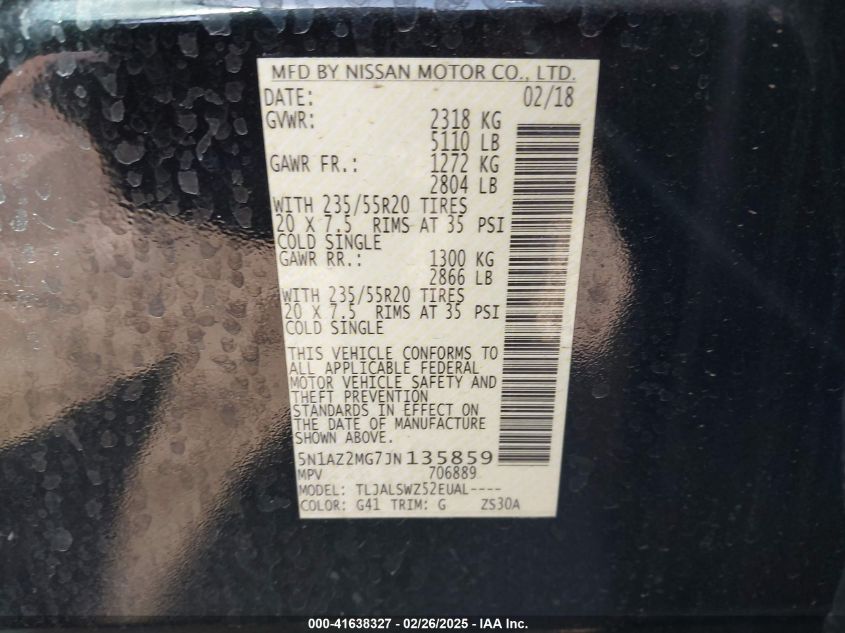 MFD BY NISSAN MOTOR CO., LTD.
DATE: 02/18
GVWR: 2318 KG
5110 LB
GAWR FR.: 1272 KG
2804 LB
WITH 235/55R20 TIRES
20 X 7.5 RIMS AT 35 PSI
COLD SINGLE
GAWR RR.: 1300 KG
2866 LB
WITH 235/55R20 TIRES
20 X 7.5 RIMS AT 35 PSI
COLD SINGLE
THIS VEHICLE CONFORMS TO
ALL APPLICABLE FEDERAL
MOTOR VEHICLE SAFETY AND
THEFT PREVENTION
STANDARDS IN EFFECT ON
THE DATE OF MANUFACTURE
SHOWN ABOVE.
5N1AZ2MG7JN135859
MPV 706889
MODEL: TLJALSWZ52EUAL----
COLOR: G41 TRIM: G ZS30A
000-41638327 - 02/26/2025 - IAA Inc.